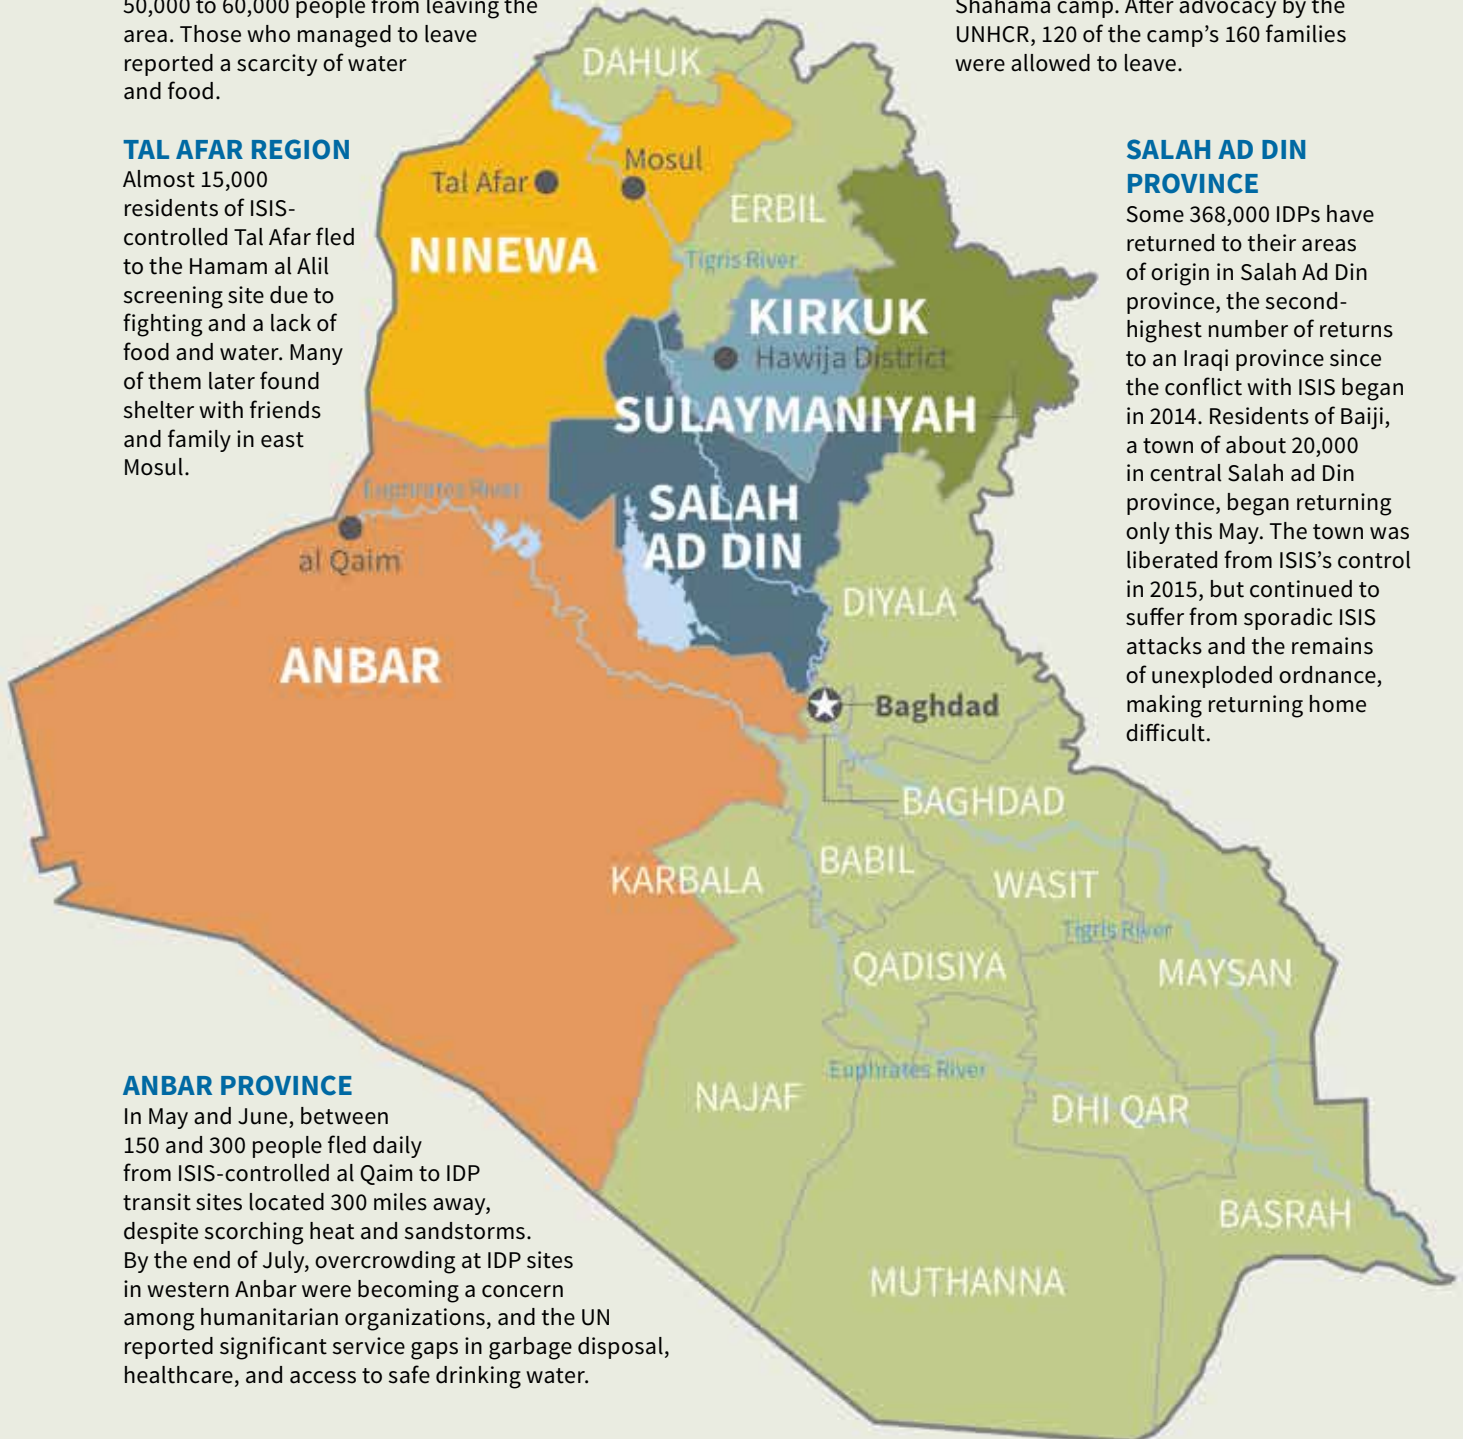 50,000 to 60,000 people from leaving the
area. Those who managed to leave
reported a scarcity of water
and food.
Shahama camp. After advocacy by the
UNHCR, 120 of the camp’s 160 families
were allowed to leave.
TAL AFAR REGION
Almost 15,000
residents of ISIS-
controlled Tal Afar fled
to the Hamam al Alil
screening site due to
fighting and a lack of
food and water. Many
of them later found
shelter with friends
and family in east
Mosul.
SALAH AD DIN
PROVINCE
Some 368,000 IDPs have
returned to their areas
of origin in Salah Ad Din
province, the second-
highest number of returns
to an Iraqi province since
the conflict with ISIS began
in 2014. Residents of Baiji,
a town of about 20,000
in central Salah ad Din
province, began returning
only this May. The town was
liberated from ISIS’s control
in 2015, but continued to
suffer from sporadic ISIS
attacks and the remains
of unexploded ordnance,
making returning home
difficult.
DAHUK
Mosul
Tal Afar
ERBIL
NINEWA
Tigris River
KIRKUK
Hawija District
SULAYMANIYAH
Euphrates River
SALAH
AD DIN
al Qaim
DIYALA
ANBAR
Baghdad
BAGHDAD
BABIL
KARBALA
WASIT
Tigris River
QADISIYA
MAYSAN
Euphrates River
NAJAF
DHI QAR
BASRAH
MUTHANNA
ANBAR PROVINCE
In May and June, between
150 and 300 people fled daily
from ISIS-controlled al Qaim to IDP
transit sites located 300 miles away,
despite scorching heat and sandstorms.
By the end of July, overcrowding at IDP sites
in western Anbar were becoming a concern
among humanitarian organizations, and the UN
reported significant service gaps in garbage disposal,
healthcare, and access to safe drinking water.